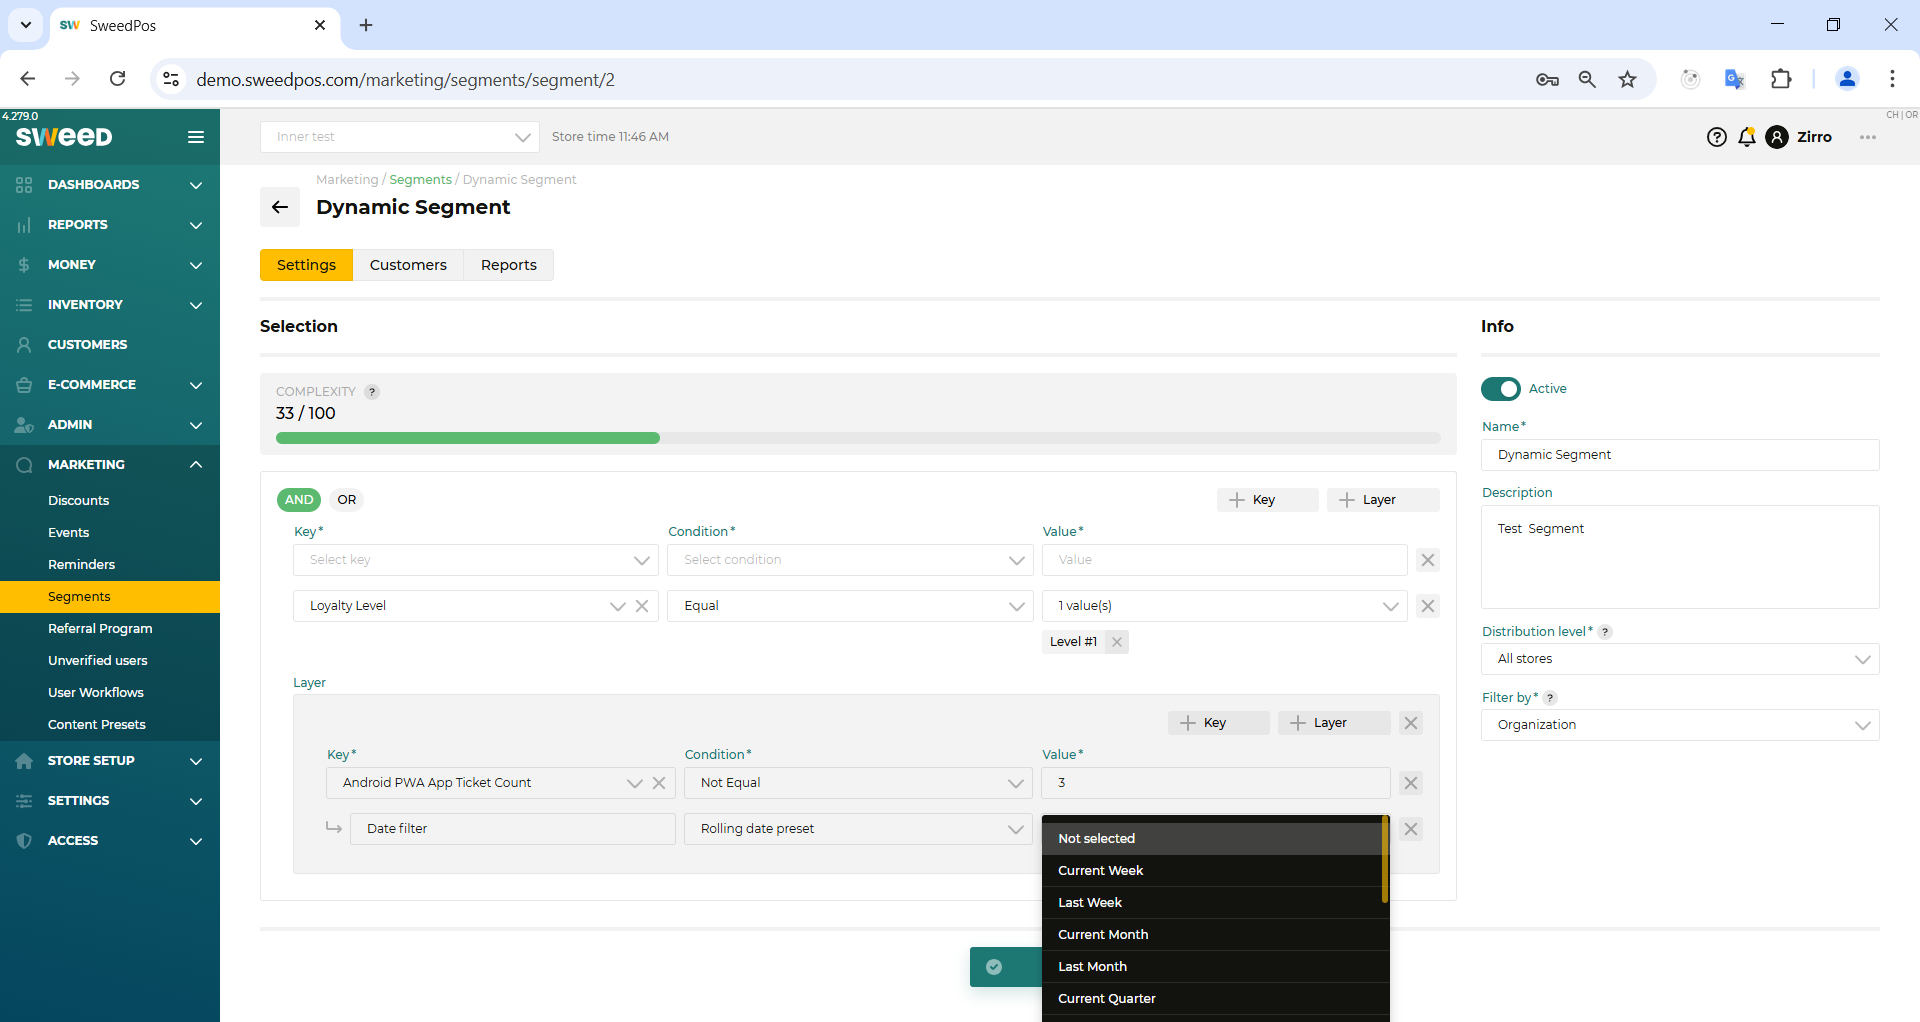 SW SweedPos
demo.sweedpos.com/marketing/segments/segment/2
4.279.0
SWEED
Inner test
Store time 11:46 AM
Zirro
CH | OR
DASHBOARDS
REPORTS
MONEY
INVENTORY
CUSTOMERS
E-COMMERCE
ADMIN
MARKETING
Discounts
Events
Reminders
Segments
Referral Program
Unverified users
User Workflows
Content Presets
STORE SETUP
SETTINGS
ACCESS
Marketing / Segments / Dynamic Segment
Dynamic Segment
Settings Customers Reports
Selection
COMPLEXITY ?
33 / 100
AND OR
Key Layer
Key* Condition* Value*
Select key Select condition Value
Loyalty Level Equal 1 value(s)
Level #1
Layer
Key Layer
Key* Condition* Value*
Android PWA App Ticket Count Not Equal 3
Date filter Rolling date preset
Not selected
Current Week
Last Week
Current Month
Last Month
Current Quarter
Info
Active
Name*
Dynamic Segment
Description
Test Segment
Distribution level* ?
All stores
Filter by* ?
Organization